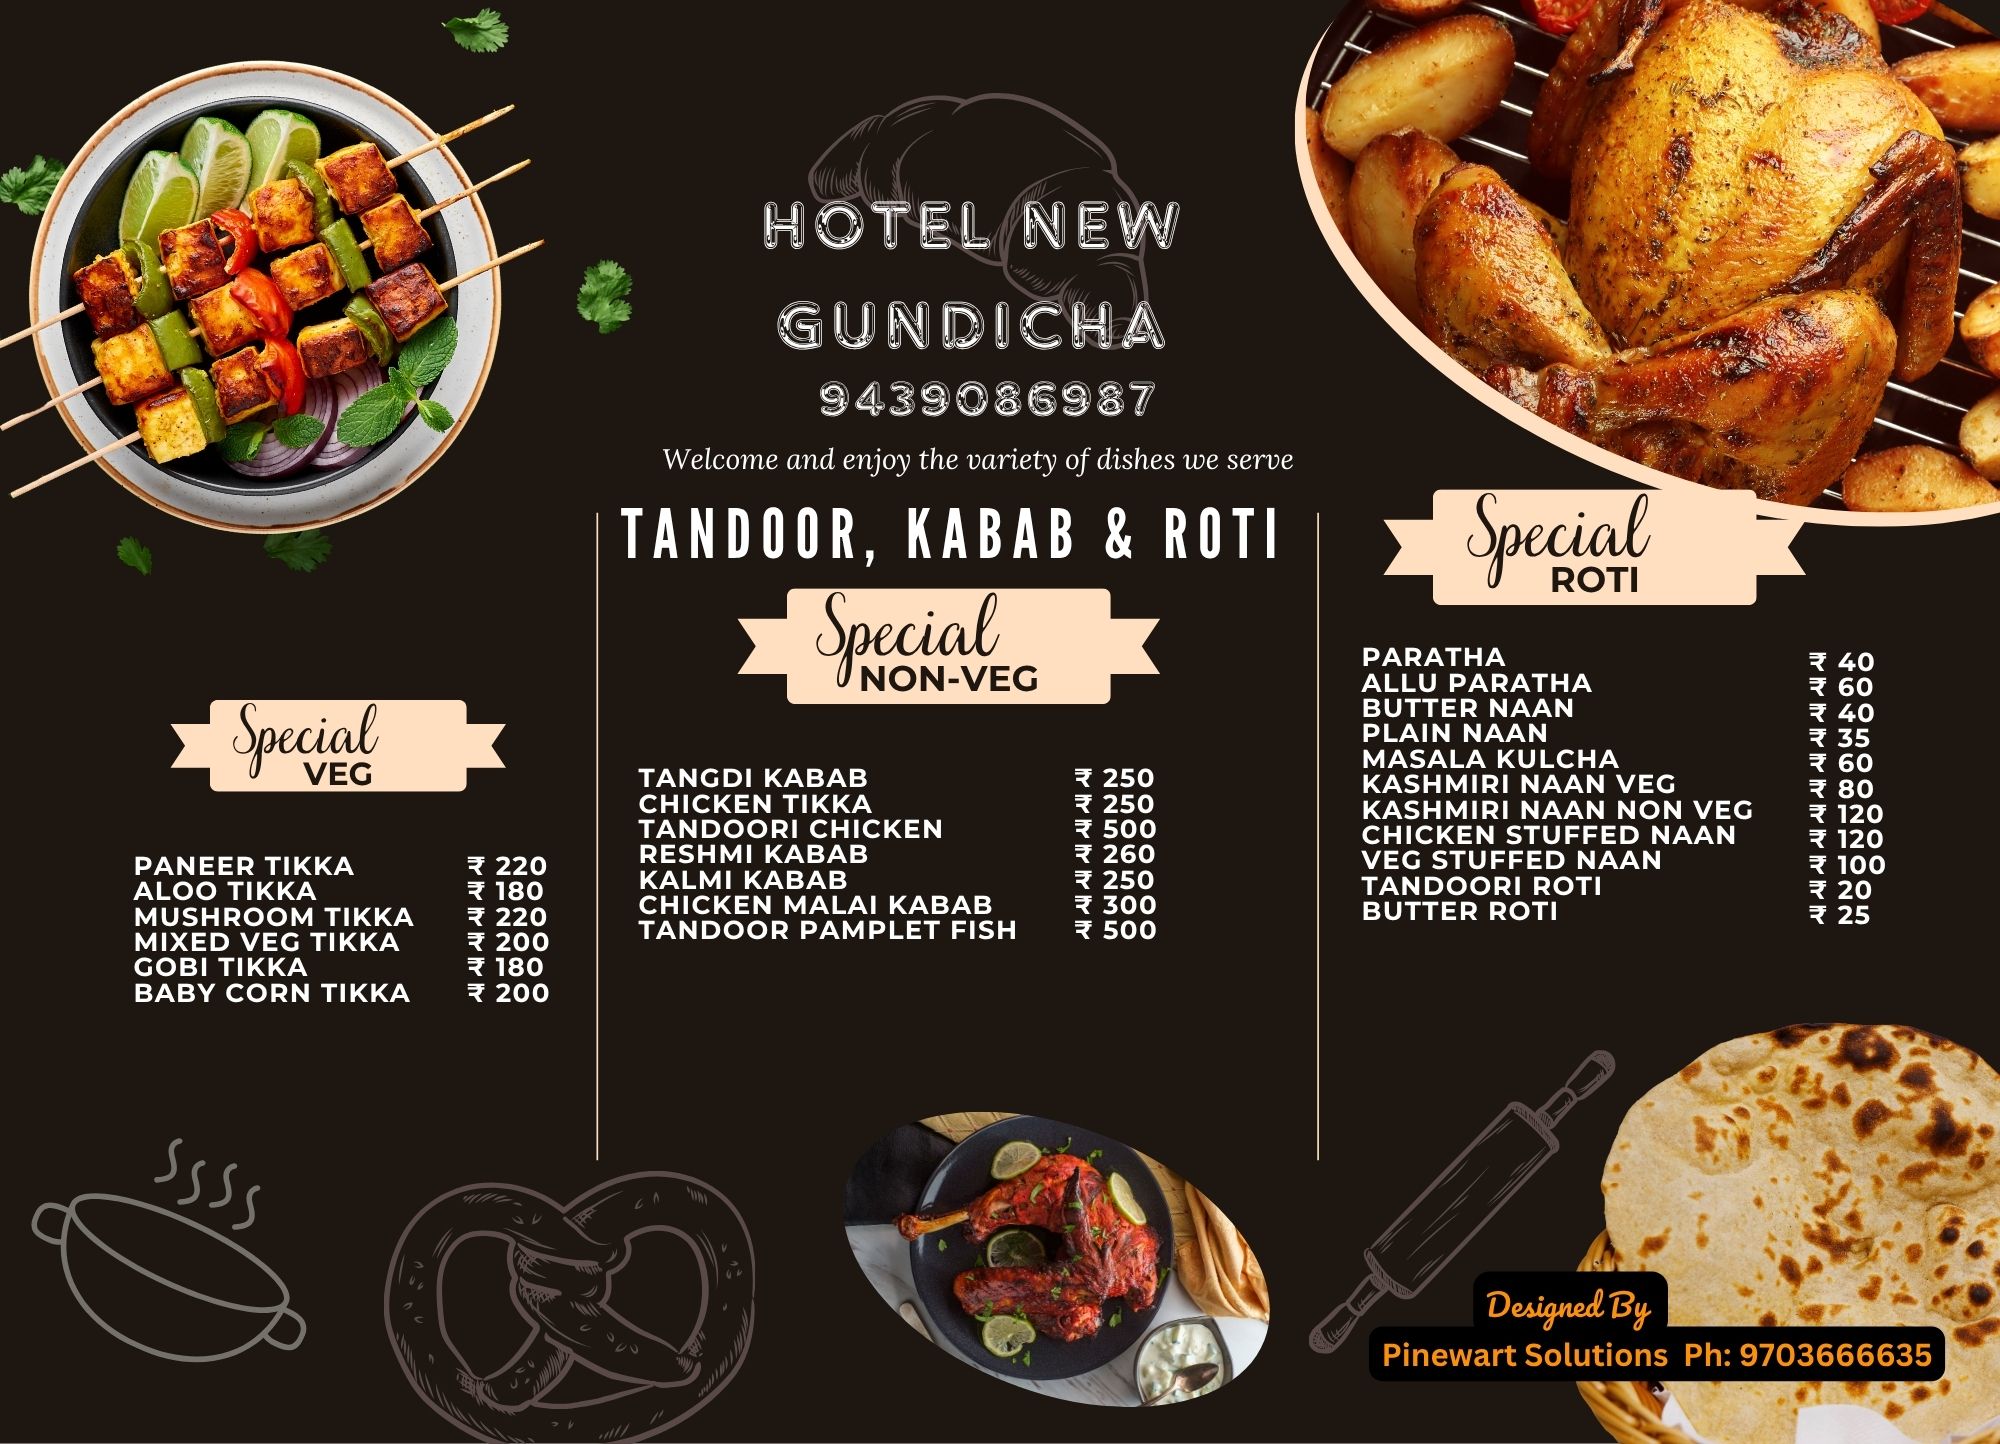 HOTEL NEW
GUNDICHA
9439086987
Welcome and enjoy the variety of dishes we serve
TANDOOR, KABAB & ROTI
Special
VEG
PANEER TIKKA ₹ 220
ALOO TIKKA ₹ 180
MUSHROOM TIKKA ₹ 220
MIXED VEG TIKKA ₹ 200
GOBI TIKKA ₹ 180
BABY CORN TIKKA ₹ 200
Special
NON-VEG
TANGDI KABAB ₹ 250
CHICKEN TIKKA ₹ 250
TANDOORI CHICKEN ₹ 500
RESHMI KABAB ₹ 260
KALMI KABAB ₹ 250
CHICKEN MALAI KABAB ₹ 300
TANDOOR PAMPLET FISH ₹ 500
Special
ROTI
PARATHA ₹ 40
ALLU PARATHA ₹ 60
BUTTER NAAN ₹ 40
PLAIN NAAN ₹ 35
MASALA KULCHA ₹ 60
KASHMIRI NAAN VEG ₹ 80
KASHMIRI NAAN NON VEG ₹ 120
CHICKEN STUFFED NAAN ₹ 120
VEG STUFFED NAAN ₹ 100
TANDOORI ROTI ₹ 20
BUTTER ROTI ₹ 25
Designed By
Pinewart Solutions Ph: 9703666635